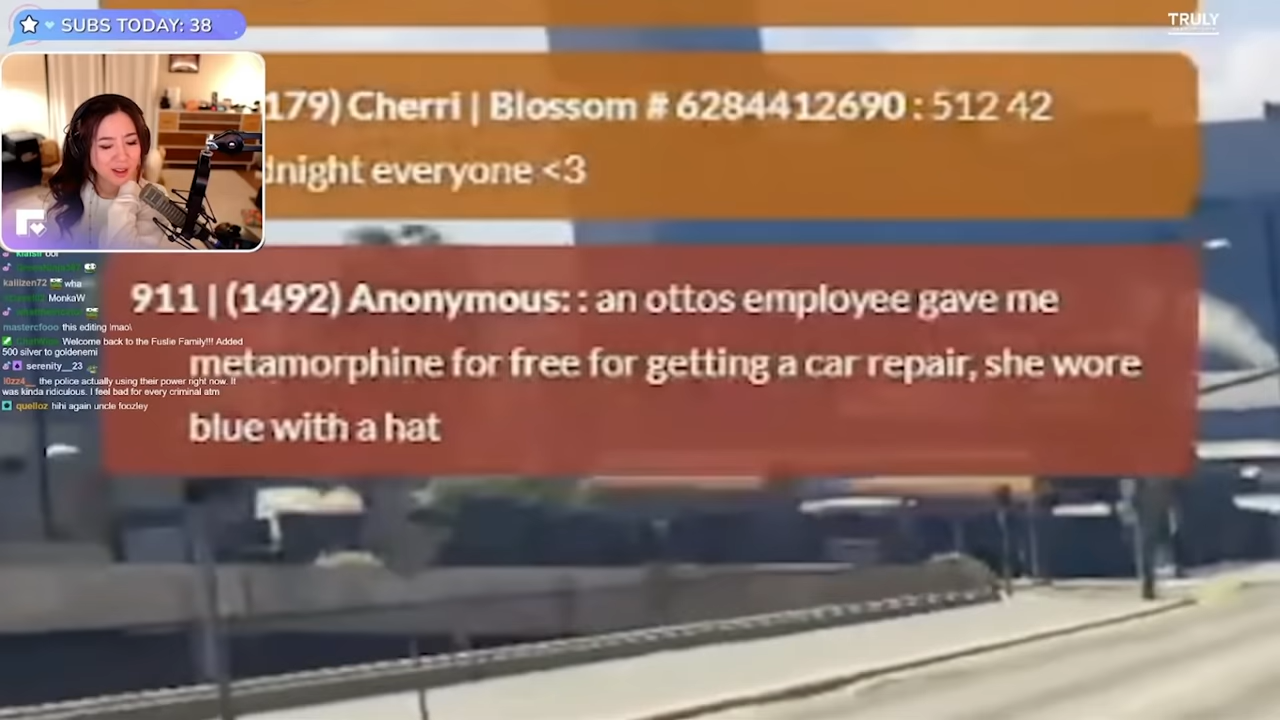 SUBS TODAY: 38
TRULY
179) Cherri | Blossom # 6284412690 : 512 42
dnight everyone <3
911 | (1492) Anonymous: : an ottos employee gave me
metamorphine for free for getting a car repair, she wore
blue with a hat
kallizen72 wha
MonkaW
mastercfooo this editing lmao\
Welcome back to the Fuslie Family!!! Added
500 silver to goldenemi
serenity__23
the police actually using their power right now. It
was kinda ridiculous. I feel bad for every criminal atm
quelloz hihi again uncle foozley